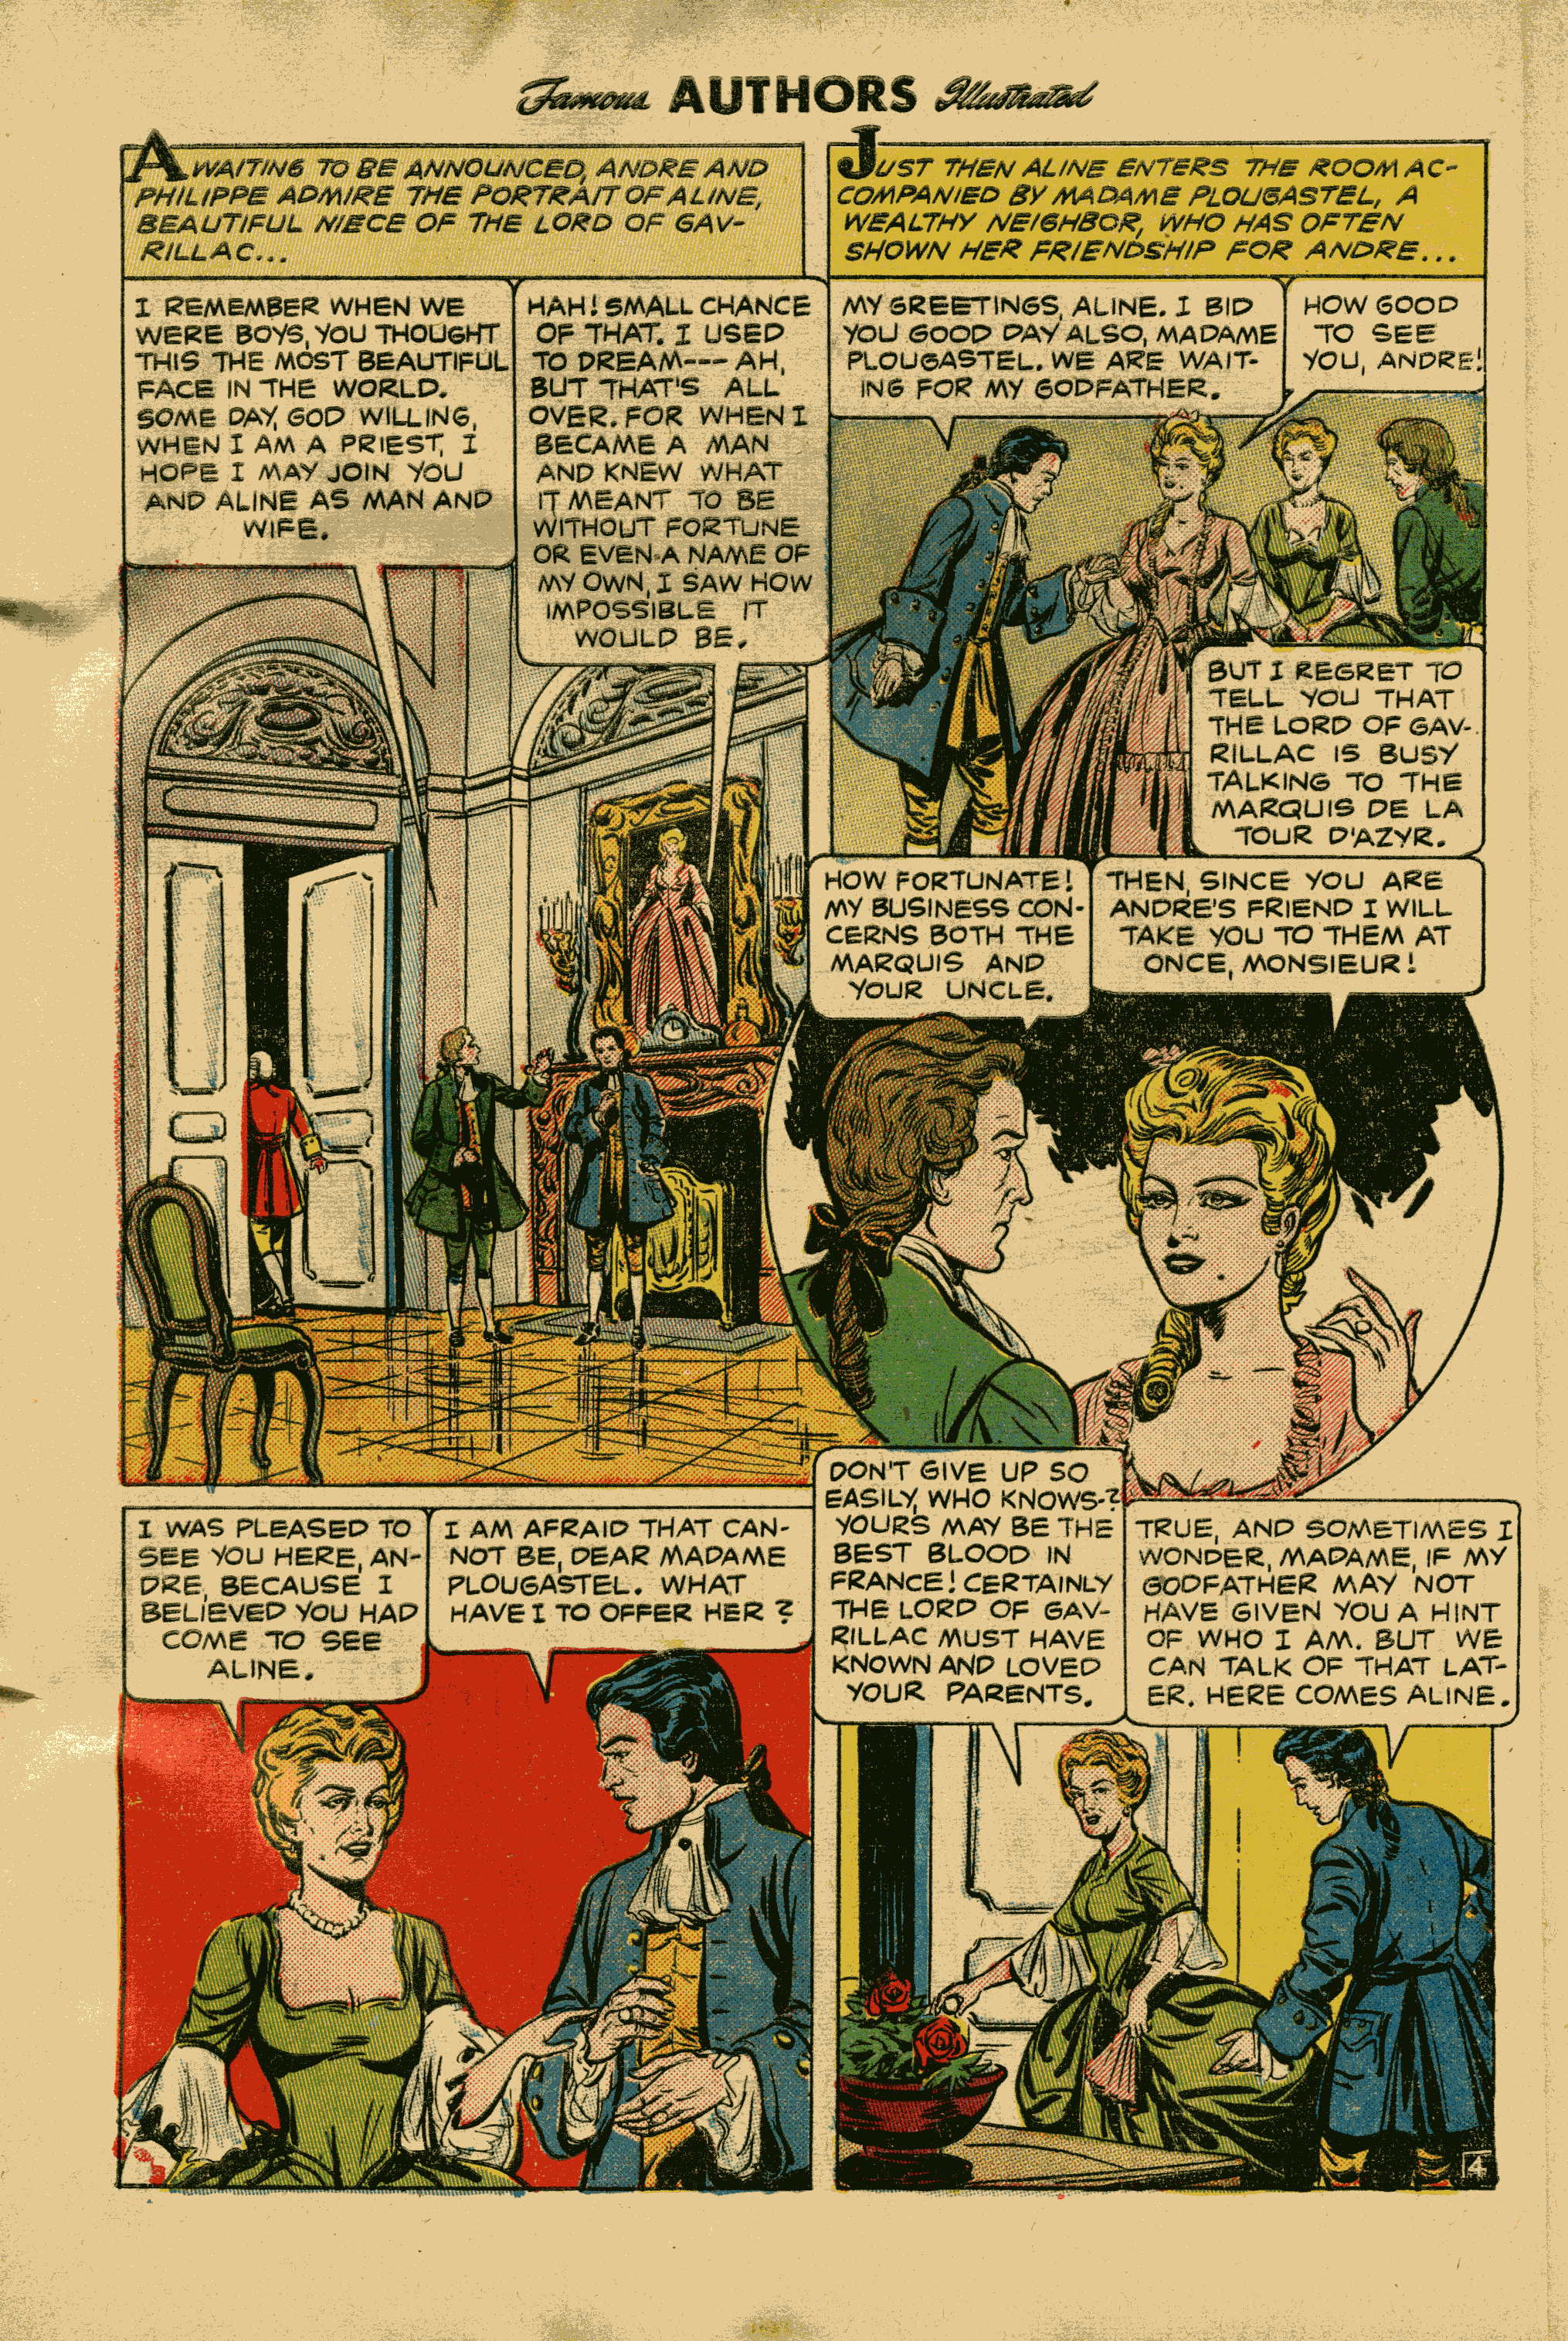 Famous AUTHORS Illustrated
AWAITING TO BE ANNOUNCED, ANDRE AND
PHILIPPE ADMIRE THE PORTRAIT OF ALINE,
BEAUTIFUL NIECE OF THE LORD OF GAV-
RILLAC...
I REMEMBER WHEN WE
WERE BOYS, YOU THOUGHT
THIS THE MOST BEAUTIFUL
FACE IN THE WORLD.
SOME DAY, GOD WILLING,
WHEN I AM A PRIEST, I
HOPE I MAY JOIN YOU
AND ALINE AS MAN AND
WIFE.
HAH! SMALL CHANCE
OF THAT. I USED
TO DREAM--- AH,
BUT THAT'S ALL
OVER. FOR WHEN I
BECAME A MAN
AND KNEW WHAT
IT MEANT TO BE
WITHOUT FORTUNE
OR EVEN A NAME OF
MY OWN, I SAW HOW
IMPOSSIBLE IT
WOULD BE.
JUST THEN ALINE ENTERS THE ROOM AC-
COMPANIED BY MADAME PLOUGASTEL, A
WEALTHY NEIGHBOR, WHO HAS OFTEN
SHOWN HER FRIENDSHIP FOR ANDRE...
MY GREETINGS, ALINE. I BID
YOU GOOD DAY ALSO, MADAME
PLOUGASTEL. WE ARE WAIT-
ING FOR MY GODFATHER.
HOW GOOD
TO SEE
YOU, ANDRE!
BUT I REGRET TO
TELL YOU THAT
THE LORD OF GAV-
RILLAC IS BUSY
TALKING TO THE
MARQUIS DE LA
TOUR D'AZYR.
HOW FORTUNATE!
MY BUSINESS CON-
CERNS BOTH THE
MARQUIS AND
YOUR UNCLE.
THEN, SINCE YOU ARE
ANDRE'S FRIEND I WILL
TAKE YOU TO THEM AT
ONCE, MONSIEUR!
I WAS PLEASED TO
SEE YOU HERE, AN-
DRE, BECAUSE I
BELIEVED YOU HAD
COME TO SEE
ALINE.
I AM AFRAID THAT CAN-
NOT BE, DEAR MADAME
PLOUGASTEL. WHAT
HAVE I TO OFFER HER?
DON'T GIVE UP SO
EASILY, WHO KNOWS-?
YOURS MAY BE THE
BEST BLOOD IN
FRANCE! CERTAINLY
THE LORD OF GAV-
RILLAC MUST HAVE
KNOWN AND LOVED
YOUR PARENTS.
TRUE, AND SOMETIMES I
WONDER, MADAME, IF MY
GODFATHER MAY NOT
HAVE GIVEN YOU A HINT
OF WHO I AM. BUT WE
CAN TALK OF THAT LAT-
ER. HERE COMES ALINE.
4